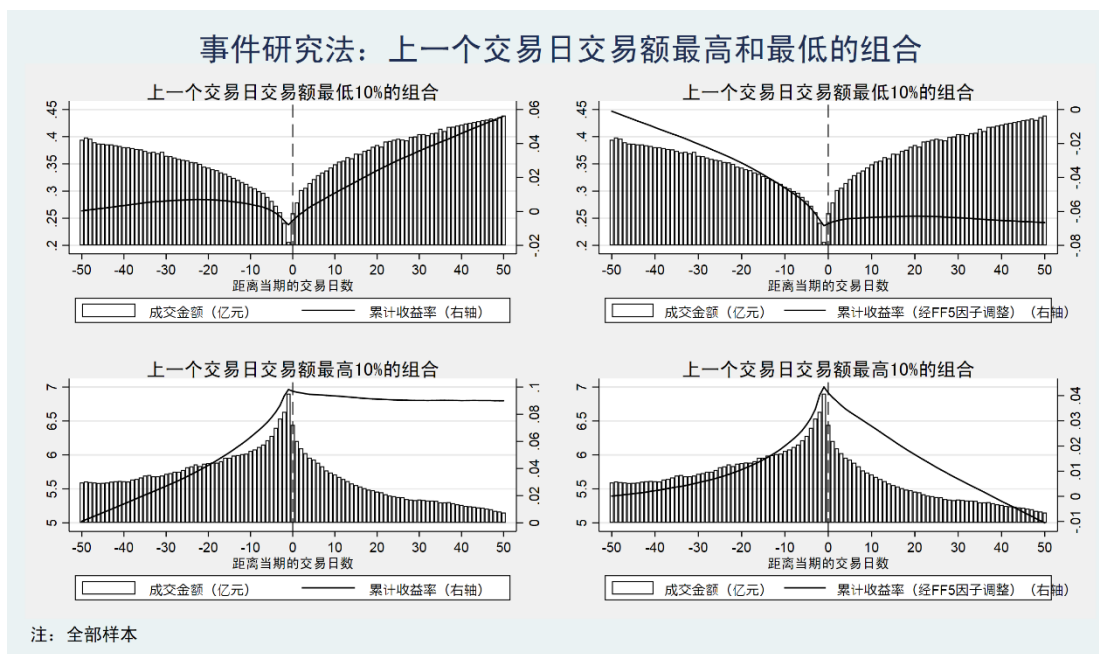 事件研究法：上一个交易日交易额最高和最低的组合
上一个交易日交易额最低10%的组合
.45
.4
.35
.3
.25
.2
.06
.04
.02
0
-.02
-50 -40 -30 -20 -10 0 10 20 30 40 50
距离当期的交易日数
成交金额（亿元） 累计收益率（右轴）
上一个交易日交易额最低10%的组合
.45
.4
.35
.3
.25
.2
0
-.02
-.04
-.06
-.08
-50 -40 -30 -20 -10 0 10 20 30 40 50
距离当期的交易日数
成交金额（亿元） 累计收益率（经FF5因子调整）（右轴）
上一个交易日交易额最高10%的组合
7
6.5
6
5.5
5
.1
.08
.06
.04
.02
0
-50 -40 -30 -20 -10 0 10 20 30 40 50
距离当期的交易日数
成交金额（亿元） 累计收益率（右轴）
上一个交易日交易额最高10%的组合
7
6.5
6
5.5
5
.04
.03
.02
.01
0
-.01
-50 -40 -30 -20 -10 0 10 20 30 40 50
距离当期的交易日数
成交金额（亿元） 累计收益率（经FF5因子调整）（右轴）
注：全部样本